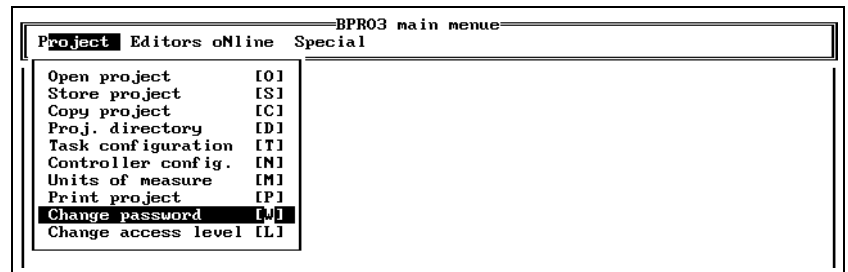 BPRO3 main menue
Project Editors oNline Special
Open project [O]
Store project [S]
Copy project [C]
Proj. directory [D]
Task configuration [T]
Controller config. [N]
Units of measure [M]
Print project [P]
Change password [W]
Change access level [L]